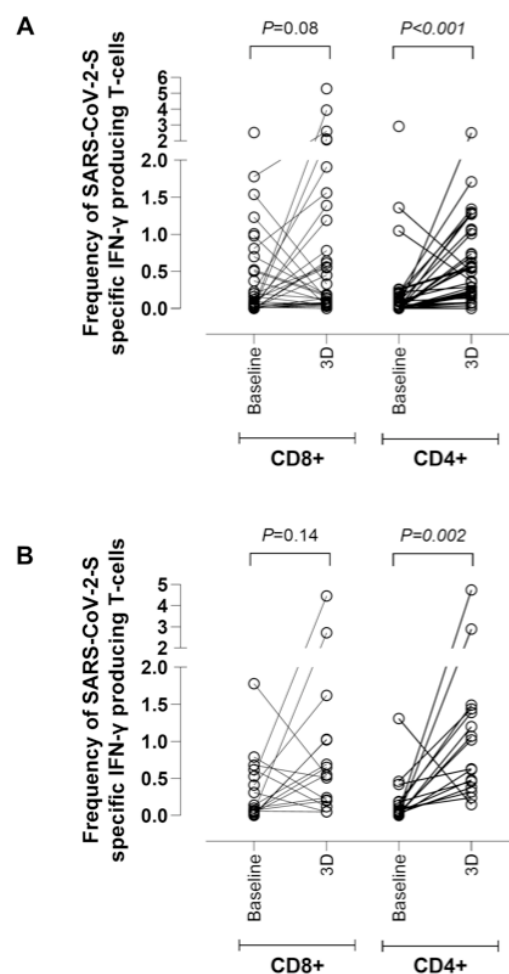 A
P=0.08
P<0.001
Frequency of SARS-CoV-2-S
specific IFN-γ producing T-cells
6
5
4
3
2
2.0
1.5
1.0
0.5
0.0
Baseline
3D
Baseline
3D
CD8+
CD4+
B
P=0.14
P=0.002
Frequency of SARS-CoV-2-S
specific IFN-γ producing T-cells
5
4
3
2
2.0
1.5
1.0
0.5
0.0
Baseline
3D
Baseline
3D
CD8+
CD4+